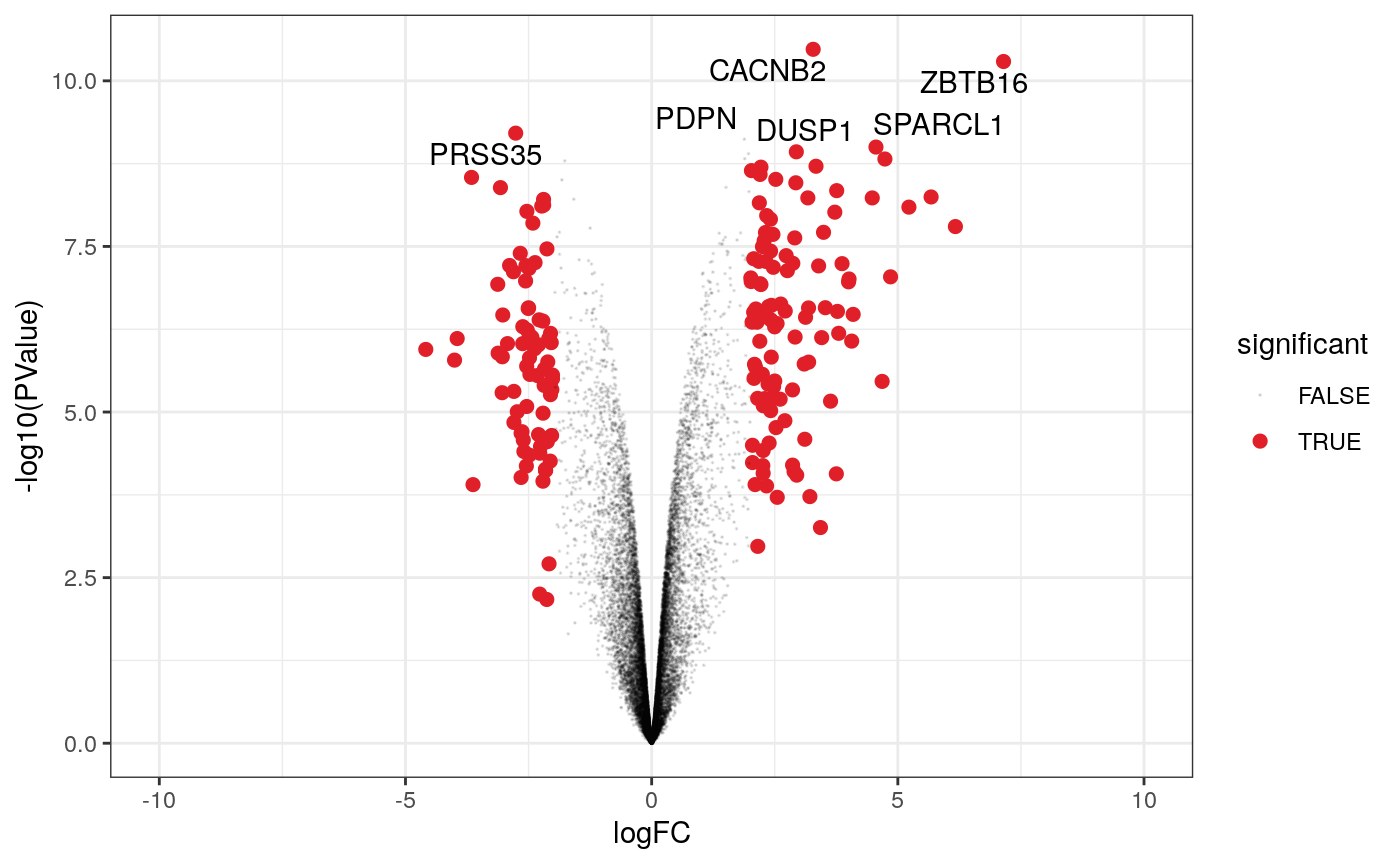 CACNB2
ZBTB16
PDPN
DUSP1
SPARCL1
PRSS35
10.0
7.5
5.0
2.5
0.0
-log10(PValue)
-10
-5
0
5
10
logFC
significant
FALSE
TRUE